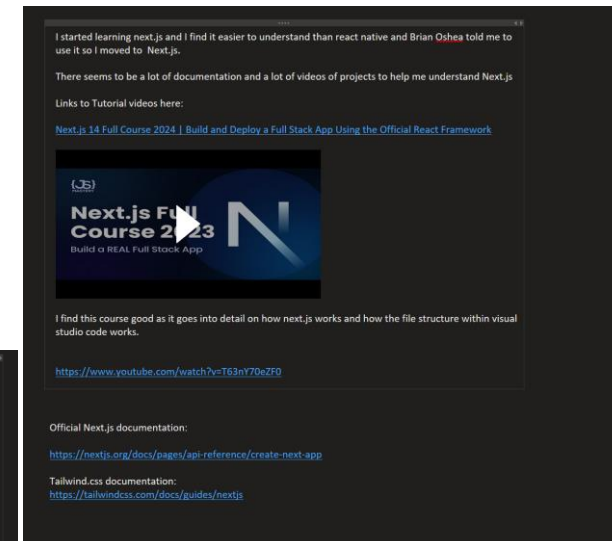 I started learning next.js and I find it easier to understand than react native and Brian Oshea told me to
use it so I moved to  Next.js.
There seems to be a lot of documentation and a lot of videos of projects to help me understand Next.js
Links to Tutorial videos here:
Next.js 14 Full Course 2024 | Build and Deploy a Full Stack App Using the Official React Framework
{JS}
Next.js Full
Course 2023
Build a REAL Full Stack App
I find this course good as it goes into detail on how next.js works and how the file structure within visual
studio code works.
https://www.youtube.com/watch?v=T63nY70eZF0
Official Next.js documentation:
https://nextjs.org/docs/pages/api-reference/create-next-app
Tailwind.css documentation:
https://tailwindcss.com/docs/guides/nextjs